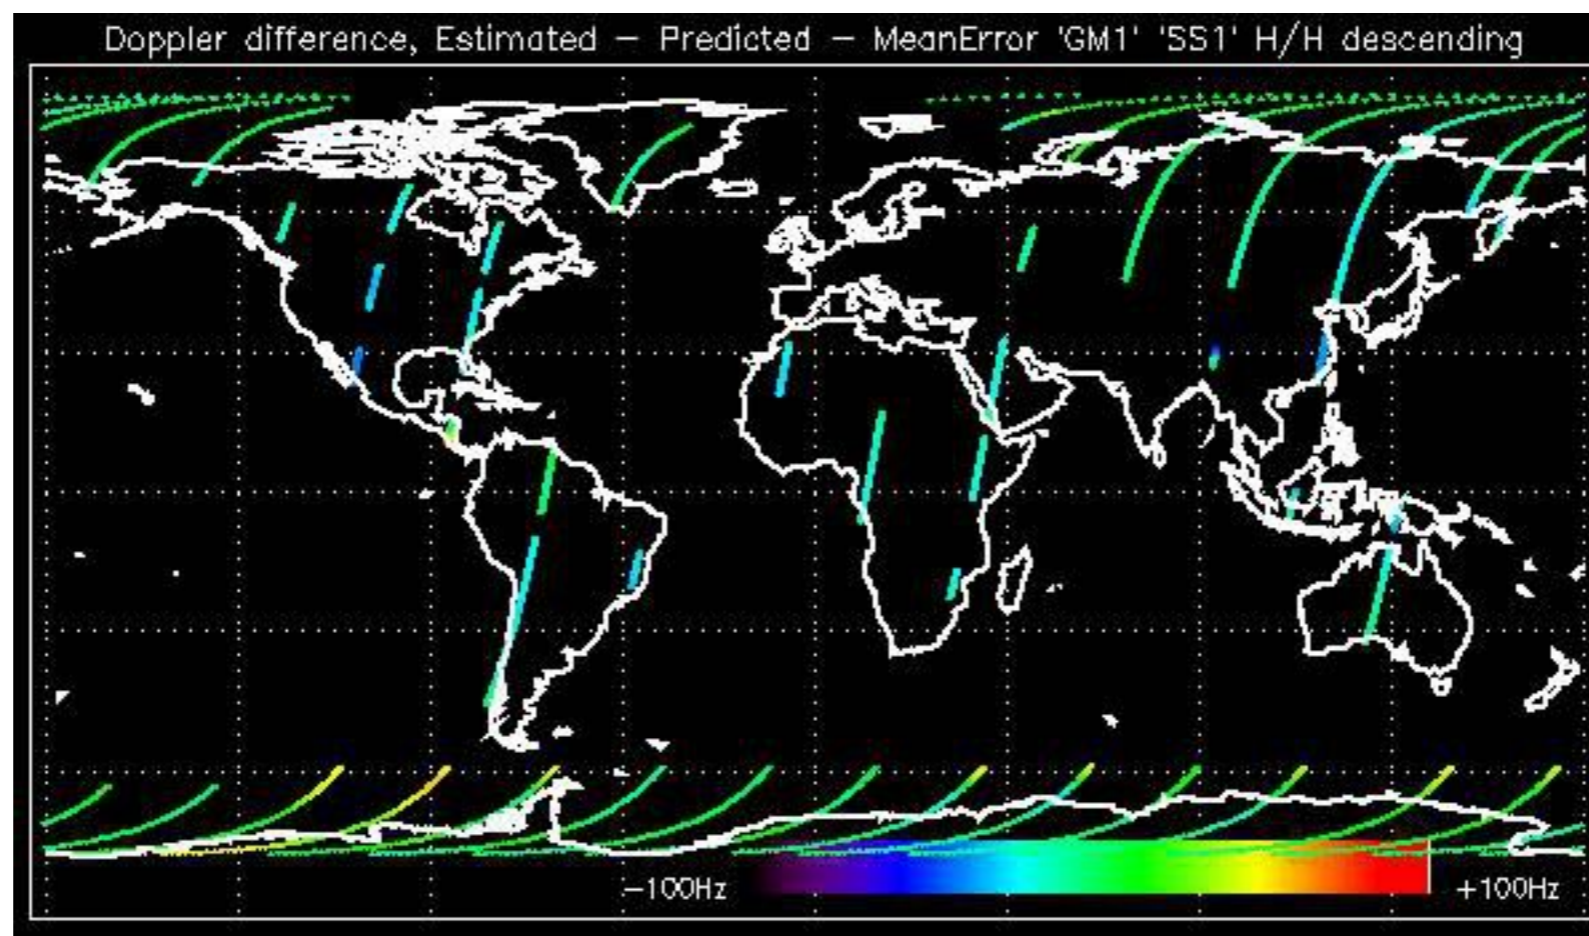 Doppler difference, Estimated – Predicted – MeanError 'GM1' 'SS1' H/H descending
–100Hz
+100Hz